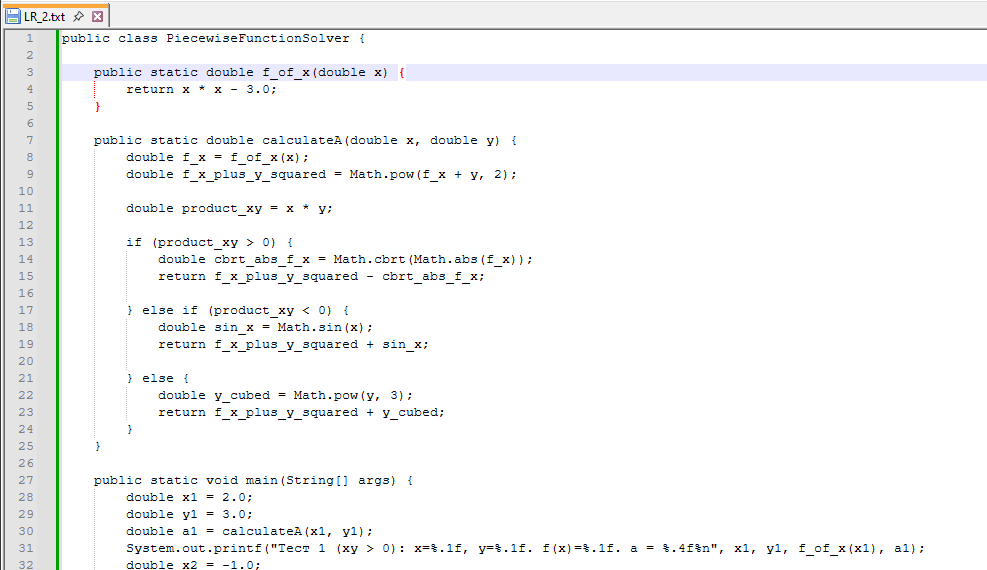 LR_2.txt
1 public class PiecewiseFunctionSolver {
2
3 public static double f_of_x(double x) {
4 return x * x - 3.0;
5 }
6
7 public static double calculateA(double x, double y) {
8 double f_x = f_of_x(x);
9 double f_x_plus_y_squared = Math.pow(f_x + y, 2);
10
11 double product_xy = x * y;
12
13 if (product_xy > 0) {
14 double cbrt_abs_f_x = Math.cbrt(Math.abs(f_x));
15 return f_x_plus_y_squared - cbrt_abs_f_x;
16
17 } else if (product_xy < 0) {
18 double sin_x = Math.sin(x);
19 return f_x_plus_y_squared + sin_x;
20
21 } else {
22 double y_cubed = Math.pow(y, 3);
23 return f_x_plus_y_squared + y_cubed;
24 }
25 }
26
27 public static void main(String[] args) {
28 double x1 = 2.0;
29 double y1 = 3.0;
30 double a1 = calculateA(x1, y1);
31 System.out.printf("Тест 1 (xy > 0): x=%.1f, y=%.1f. f(x)=%.1f. a = %.4f%n", x1, y1, f_of_x(x1), a1);
32 double x2 = -1.0;